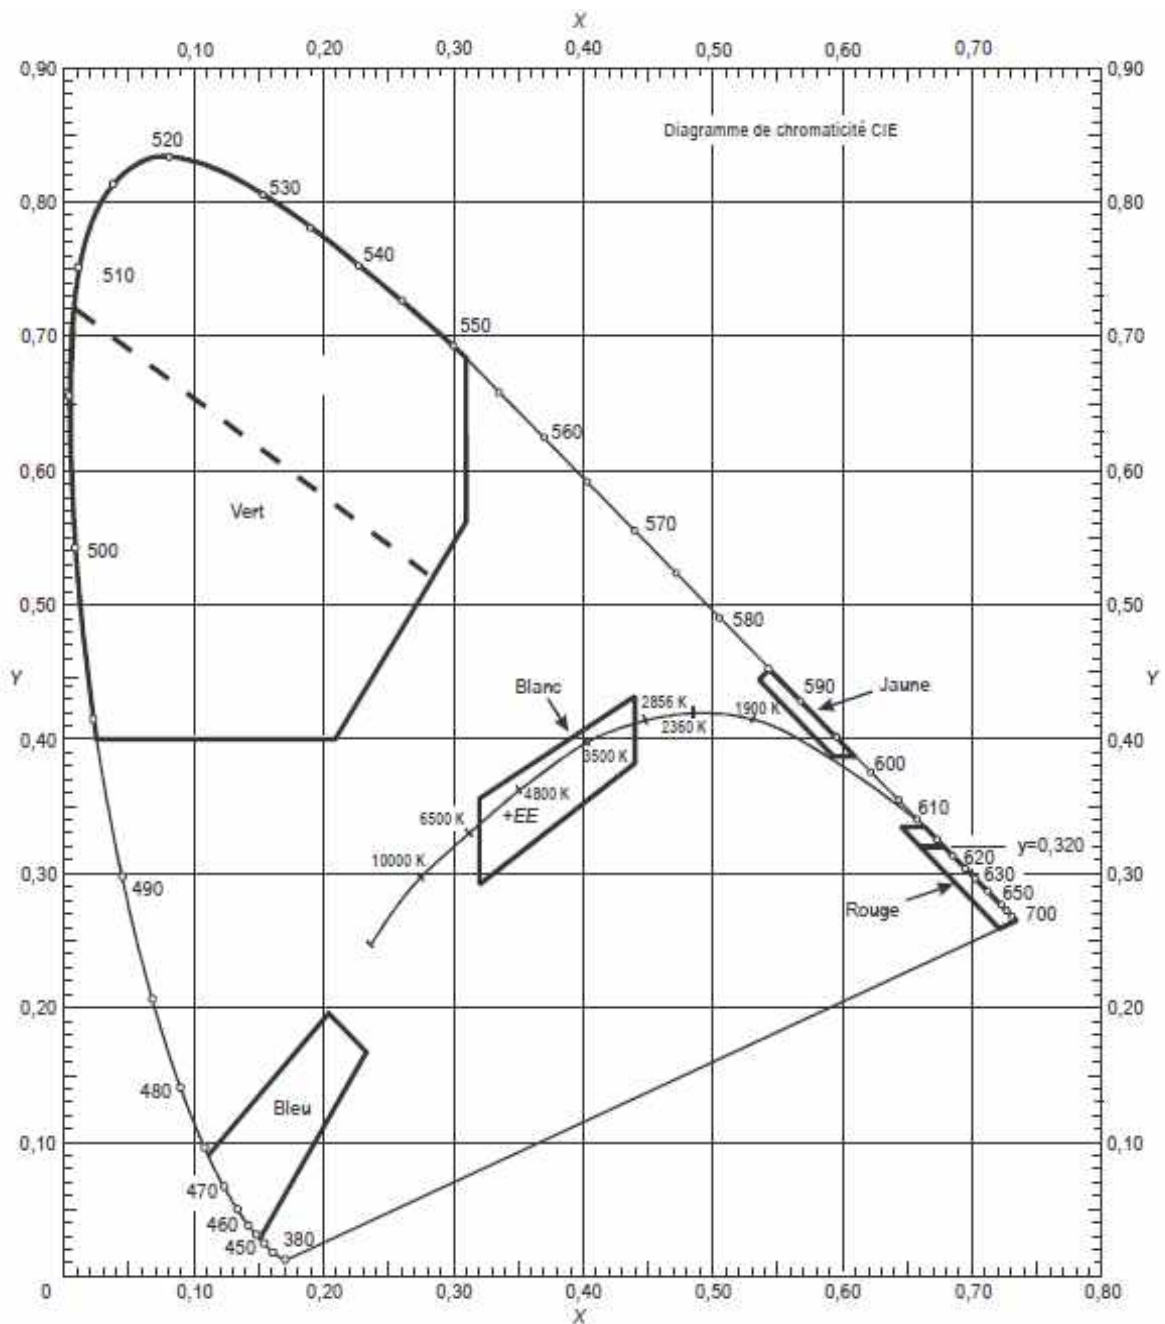 X
0,10 0,20 0,30 0,40 0,50 0,60 0,70
0,90 0,90
Diagramme de chromaticité CIE
520
530
0,80 0,80
540
510
550
0,70 0,70
560
0,60 0,60
Vert
570
500
0,50 0,50
580
Y Blanc 590 Jaune Y
2856 K 1900 K
2360 K
0,40 0,40
3500 K 600
4800 K
6500 K +EE 610
y=0,320
10000 K 620
0,30 630 0,30
490 650
Rouge 700
0,20 0,20
480
Bleu
0,10 0,10
470
460
450 380
0 0,10 0,20 0,30 0,40 0,50 0,60 0,70 0,80
X